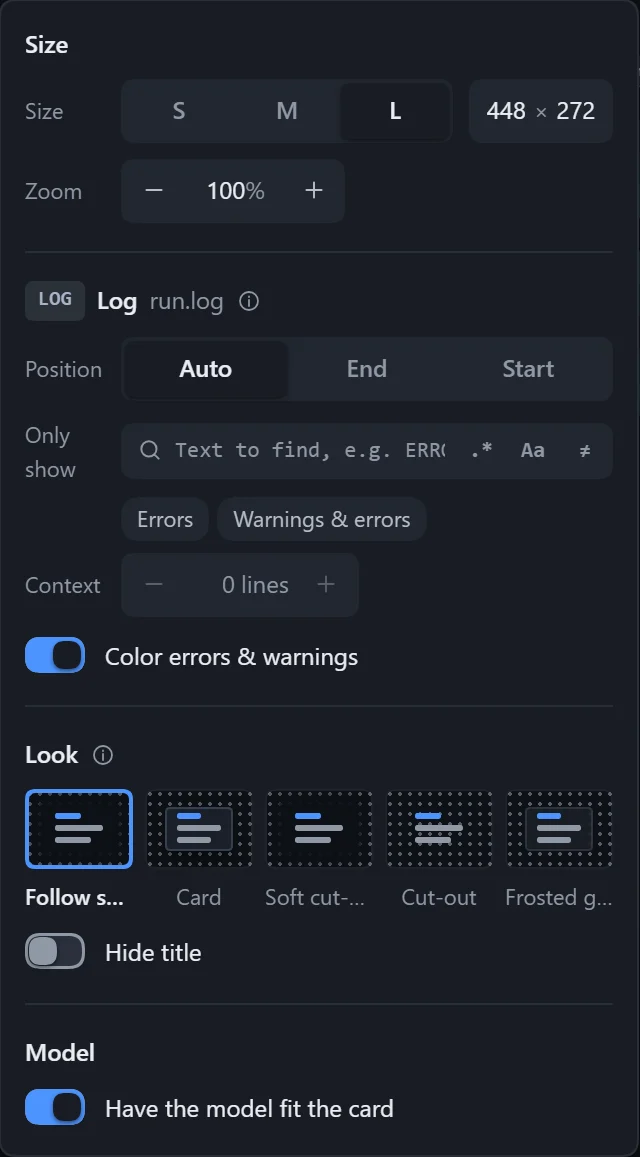 Size
Size S M L 448 × 272
Zoom − 100% +
LOG Log run.log
Position Auto End Start
Only show Text to find, e.g. ERR .* Aa ≠
Errors Warnings & errors
Context − 0 lines +
Color errors & warnings
Look
Follow s... Card Soft cut-... Cut-out Frosted g...
Hide title
Model
Have the model fit the card